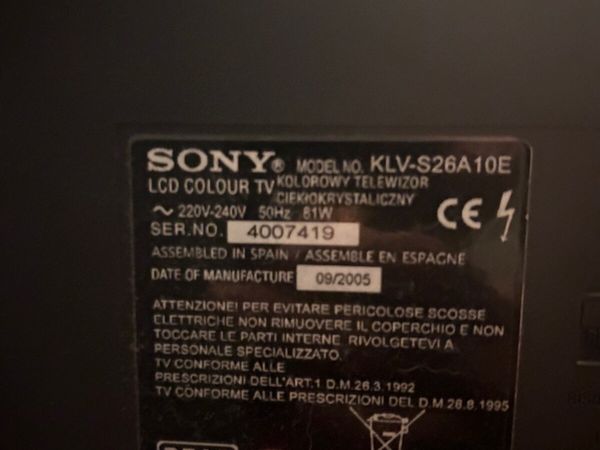 SONY® MODEL NO. KLV-S26A10E
LCD COLOUR TV KOLOROWY TELEWIZOR
CIEKŁOKRYSTALICZNY
~ 220V-240V 50Hz 81W
SER.NO. 4007419
CE
ASSEMBLED IN SPAIN / ASSEMBLE EN ESPAGNE
DATE OF MANUFACTURE 09/2005
ATTENZIONE! PER EVITARE PERICOLOSE SCOSSE
ELETTRICHE NON RIMUOVERE IL COPERCHIO E NON
TOCCARE LE PARTI INTERNE. RIVOLGETEVI A
PERSONALE SPECIALIZZATO.
TV CONFORME ALLE
PRESCRIZIONI DELL'ART.1 D.M.26.3.1992
TV CONFORME ALLE PRESCRIZIONI DEL D.M.26.8.1995